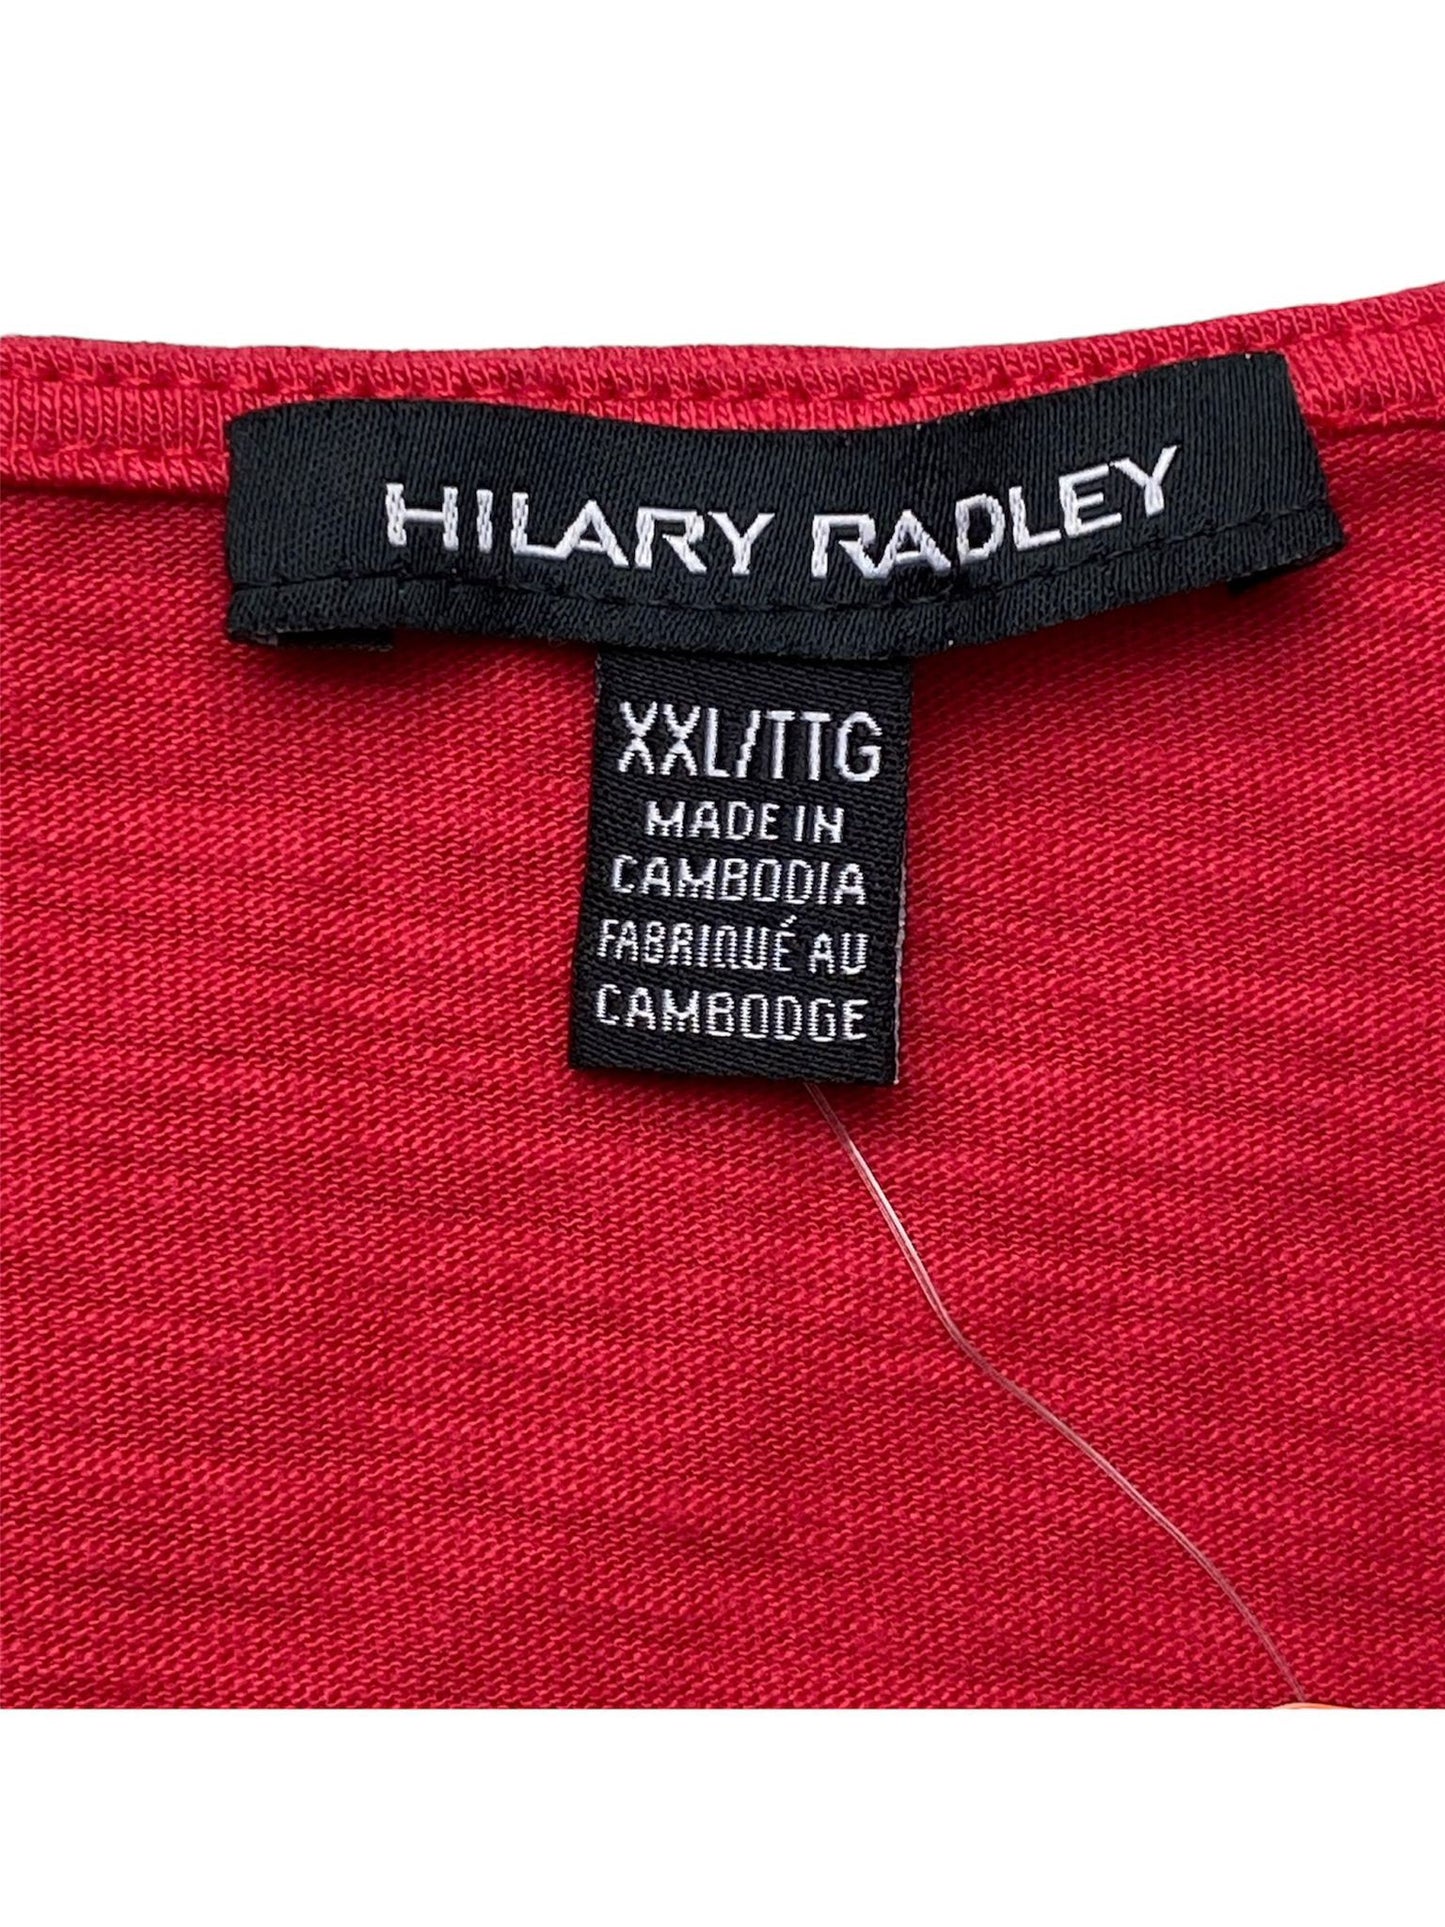 HILARY RADLEY
XXL/TTG
MADE IN
CAMBODIA
FABRIQUÉ AU
CAMBODGE